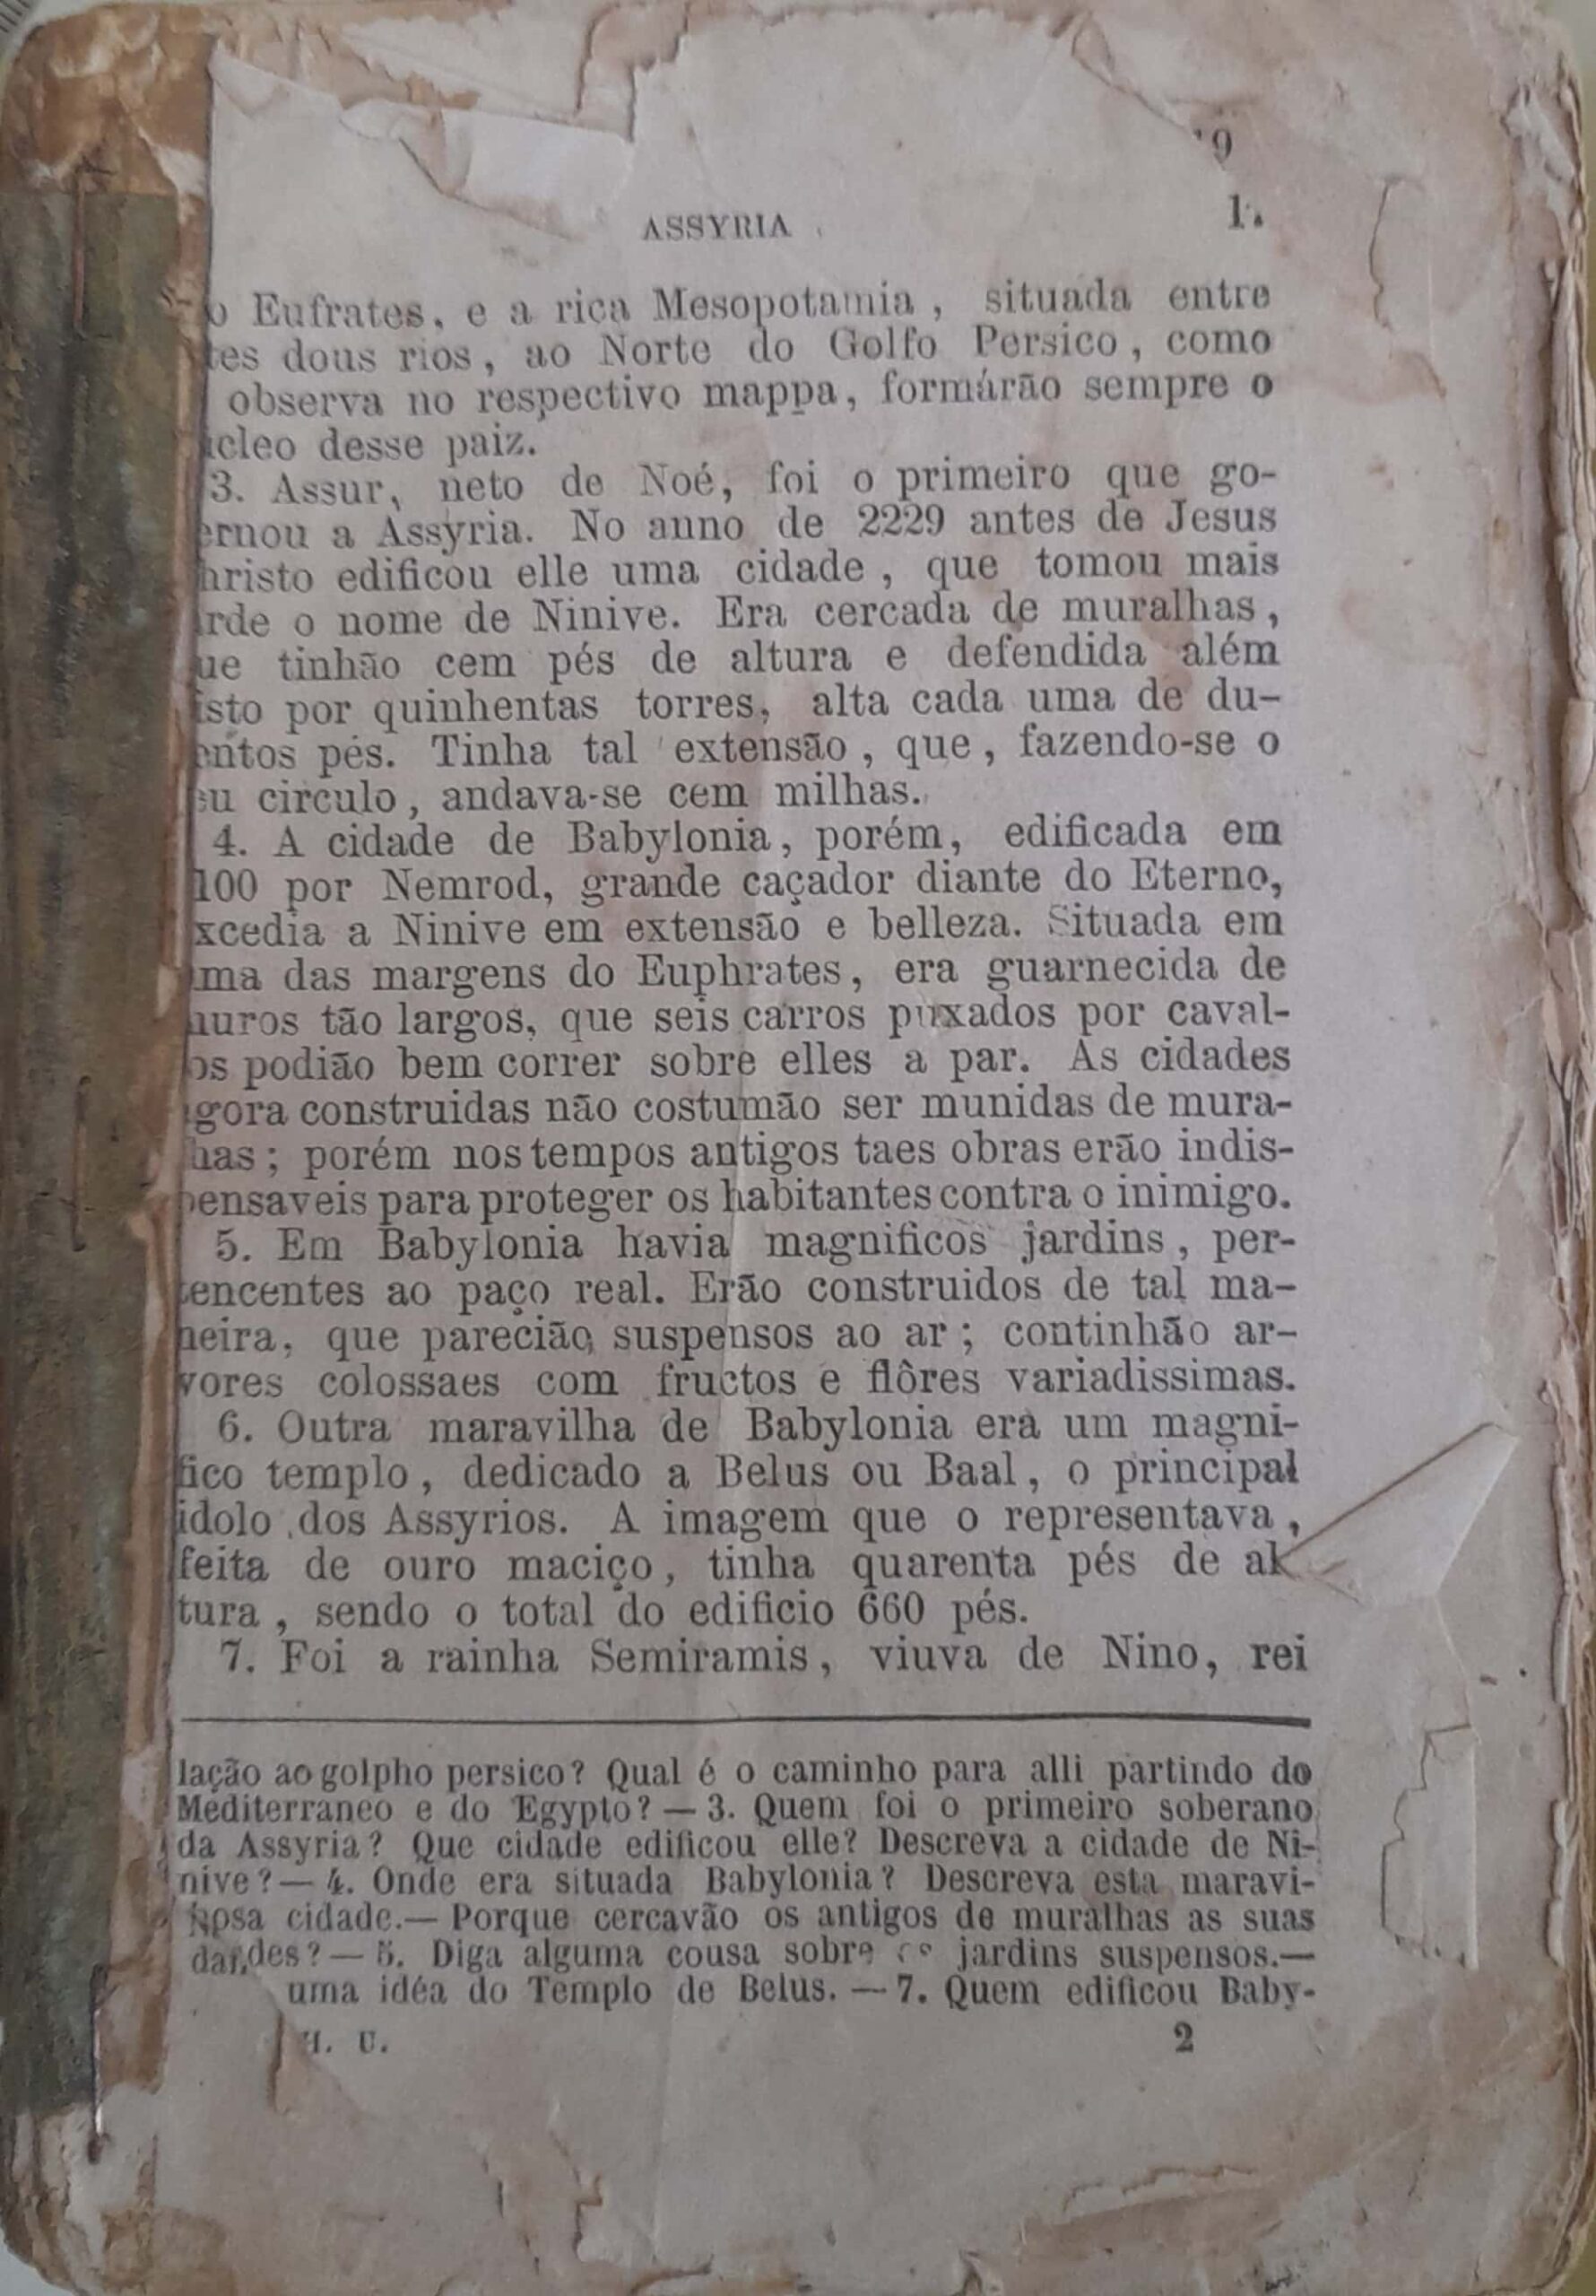 19
ASSYRIA
o Eufrates, e a rica Mesopotamia, situada entre
tes dous rios, ao Norte do Golfo Persico, como
observa no respectivo mappa, formárão sempre o
cleo desse paiz.
3. Assur, neto de Noé, foi o primeiro que go-
ernou a Assyria. No anno de 2229 antes de Jesus
hristo edificou elle uma cidade, que tomou mais
rde o nome de Ninive. Era cercada de muralhas,
ue tinhão cem pés de altura e defendida além
isto por quinhentas torres, alta cada uma de du-
entos pés. Tinha tal extensão, que, fazendo-se o
eu circulo, andava-se cem milhas.
4. A cidade de Babylonia, porém, edificada em
100 por Nemrod, grande caçador diante do Eterno,
xcedia a Ninive em extensão e belleza. Situada em
ma das margens do Euphrates, era guarnecida de
uros tão largos, que seis carros puxados por caval-
os podião bem correr sobre elles a par. As cidades
gora construidas não costumão ser munidas de mura-
has; porém nos tempos antigos taes obras erão indis-
pensaveis para proteger os habitantes contra o inimigo.
5. Em Babylonia havia magnificos jardins, per-
tencentes ao paço real. Erão construidos de tal ma-
neira, que parecião suspensos ao ar; continhão ar-
vores colossaes com fructos e flôres variadissimas.
6. Outra maravilha de Babylonia era um magni-
fico templo, dedicado a Belus ou Baal, o principal
idolo dos Assyrios. A imagem que o representava,
feita de ouro maciço, tinha quarenta pés de al
tura, sendo o total do edificio 660 pés.
7. Foi a rainha Semiramis, viuva de Nino, rei
lação ao golpho persico? Qual é o caminho para alli partindo do
Mediterraneo e do Egypto? — 3. Quem foi o primeiro soberano
da Assyria? Que cidade edificou elle? Descreva a cidade de Ni-
nive? — 4. Onde era situada Babylonia? Descreva esta maravi-
hosa cidade. — Porque cercavão os antigos de muralhas as suas
des? — 5. Diga alguma cousa sobre jardins suspensos. —
uma idéa do Templo de Belus. — 7. Quem edificou Baby-
H. U. 2